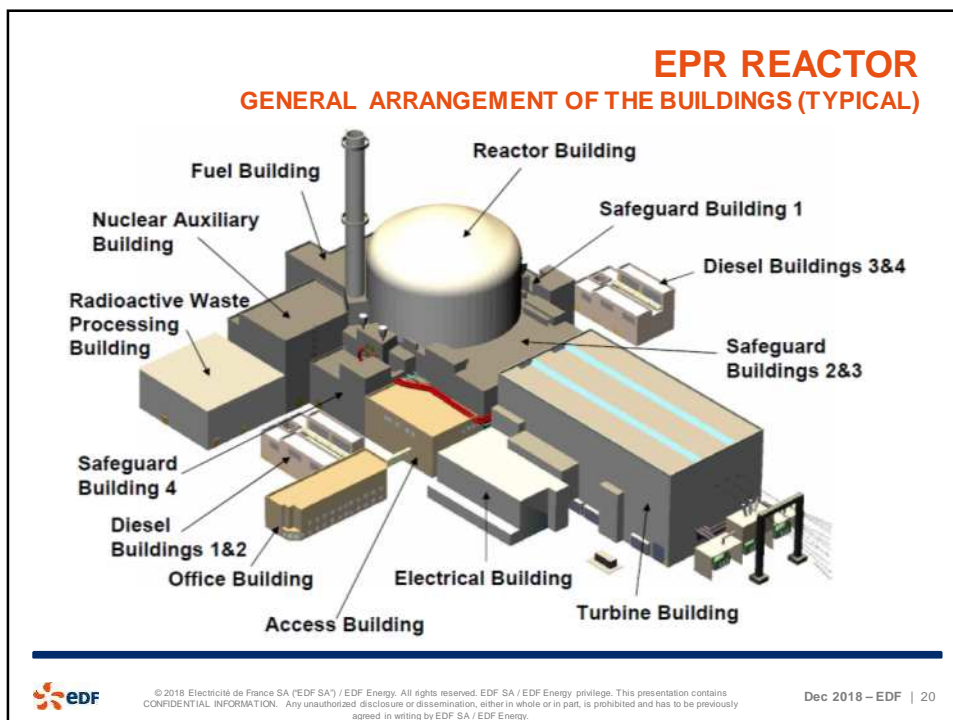 EPR REACTOR
GENERAL ARRANGEMENT OF THE BUILDINGS (TYPICAL)
Reactor Building
Fuel Building
Safeguard Building 1
Nuclear Auxiliary
Building
Diesel Buildings 3&4
Radioactive Waste
Processing
Building
Safeguard
Buildings 2&3
Safeguard
Building 4
Diesel
Buildings 1&2
Office Building
Electrical Building
Access Building
Turbine Building
edF
© 2018 Electricité de France SA ("EDF SA") / EDF Energy. All rights reserved. EDF SA / EDF Energy privilege. This presentation contains
CONFIDENTIAL INFORMATION. Any unauthorized disclosure or dissemination, either in whole or in part, is prohibited and has to be previously
agreed in writing by EDF SA / EDF Energy.
Dec 2018 – EDF | 20